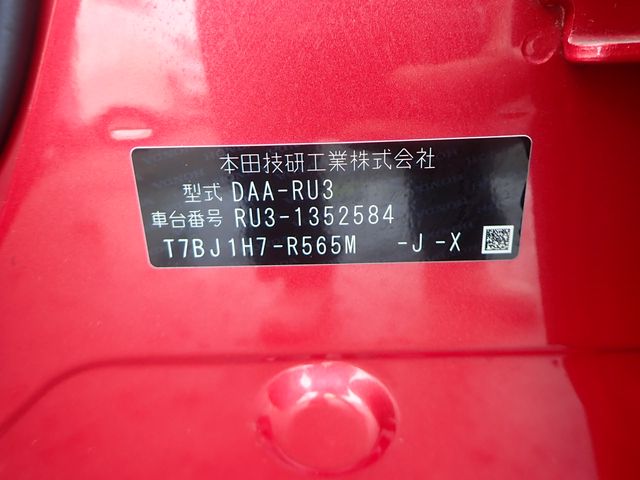 本田技研工業株式会社
型式 DAA-RU3
車台番号 RU3-1352584
T7BJ1H7-R565M -J -X